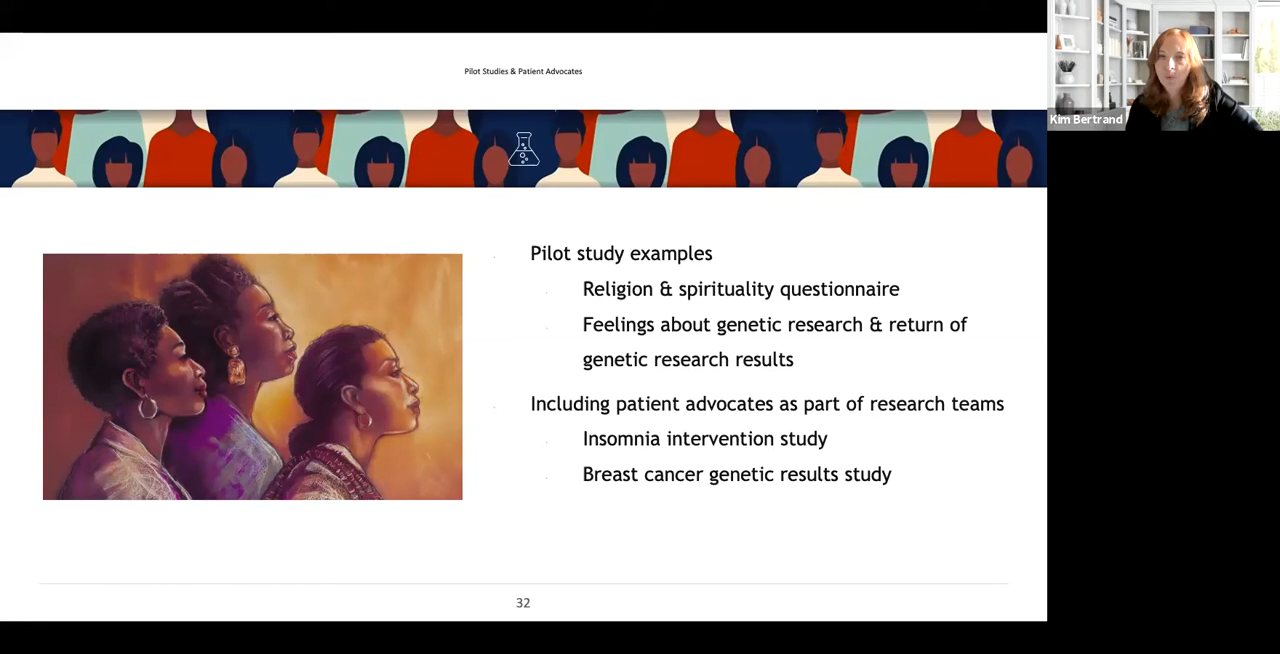 Pilot Studies & Patient Advocates
Kim Bertrand
Pilot study examples
Religion & spirituality questionnaire
Feelings about genetic research & return of
genetic research results
Including patient advocates as part of research teams
Insomnia intervention study
Breast cancer genetic results study
32